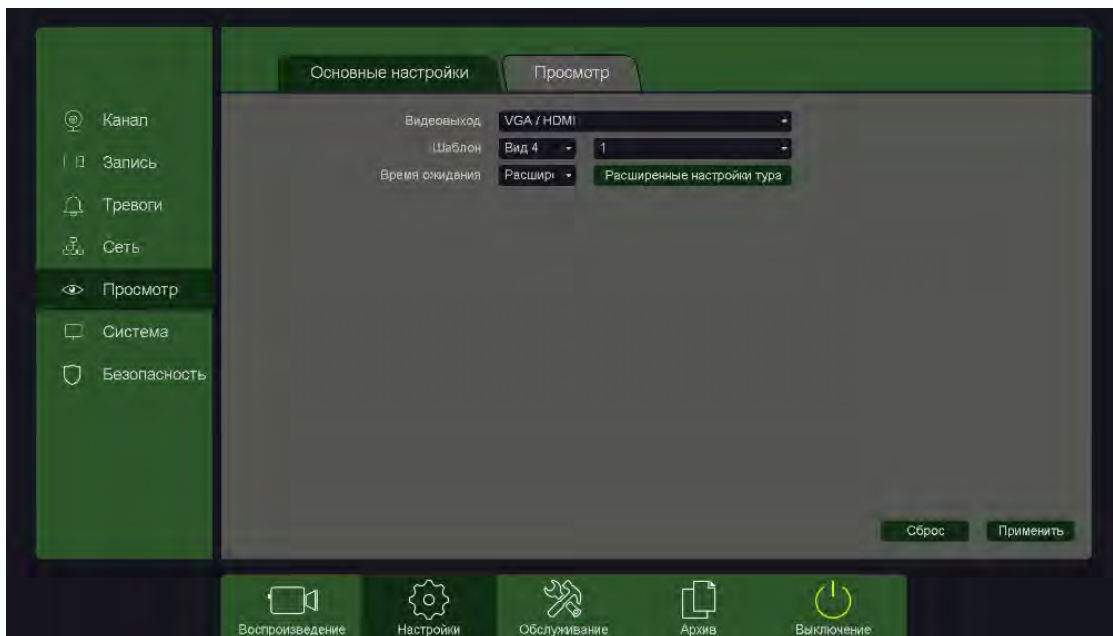 Основные настройки
Просмотр
Канал
Запись
Тревоги
Сеть
Просмотр
Система
Безопасность
Видеовыход VGA / HDMI
Шаблон Вид 4 1
Время ожидания Расшир Расширенные настройки тура
Сброс Применить
Воспроизведение Настройки Обслуживание Архив Выключение